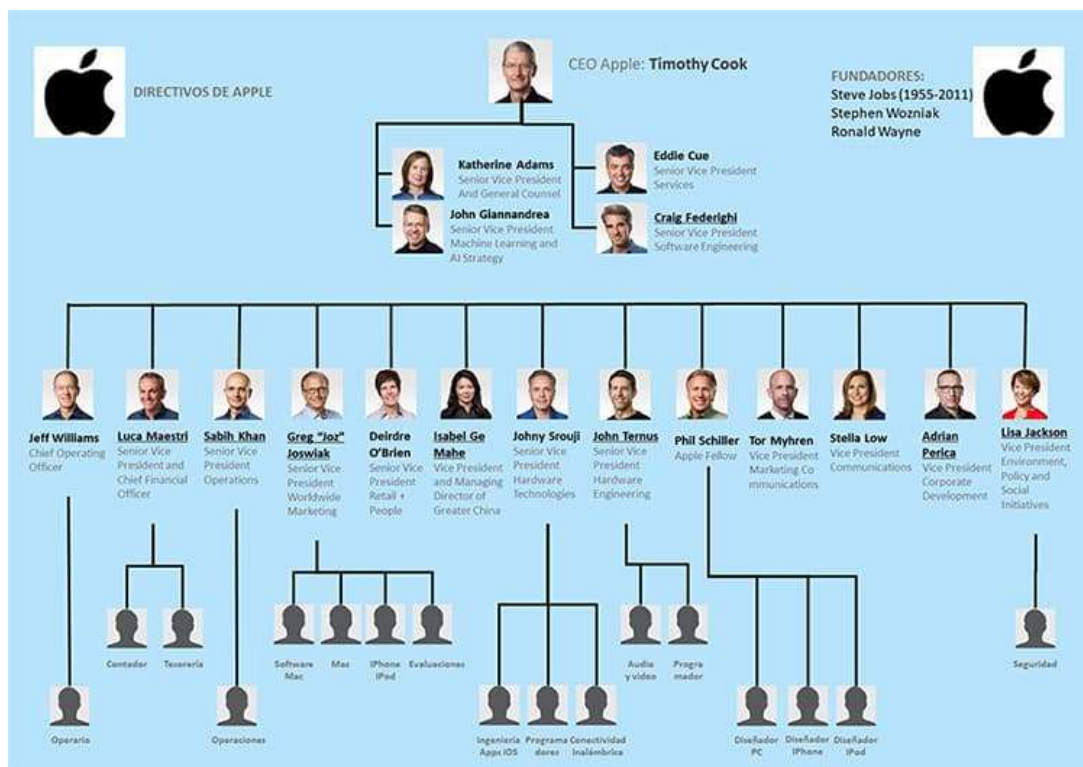 DIRECTIVOS DE APPLE
CEO Apple: Timothy Cook
FUNDADORES:
Steve Jobs (1955-2011)
Stephen Wozniak
Ronald Wayne
Katherine Adams
Senior Vice President
And General Counsel
John Giannandrea
Senior Vice President
Machine Learning and
AI Strategy
Eddie Cue
Senior Vice President
Services
Craig Federighi
Senior Vice President
Software Engineering
Jeff Williams
Chief Operating
Officer
Luca Maestri
Senior Vice
President and
Chief Financial
Officer
Sabih Khan
Senior Vice
President
Operations
Greg "Joz"
Joswiak
Senior Vice
President
Worldwide
Marketing
Deirdre
O'Brien
Senior Vice
President
Retail +
People
Isabel Ge
Mahe
Vice President
and Managing
Director of
Greater China
Johny Srouji
Senior Vice
President
Hardware
Technologies
John Ternus
Senior Vice
President
Hardware
Engineering
Phil Schiller
Apple Fellow
Tor Myhren
Vice President
Marketing Co
mmunications
Stella Low
Vice President
Communications
Adrian
Perica
Vice President
Corporate
Development
Lisa Jackson
Vice President
Environment,
Policy and
Social
Initiatives
Contador
Tesorería
Software
Mac
Mac
IPhone
IPod
Evaluaciones
Audio
y video
Progra
mador
Seguridad
Operario
Operaciones
Ingeniería
Apps iOS
Programa
dores
Conectividad
Inalámbrica
Diseñador
PC
Diseñador
IPhone
Diseñador
IPod